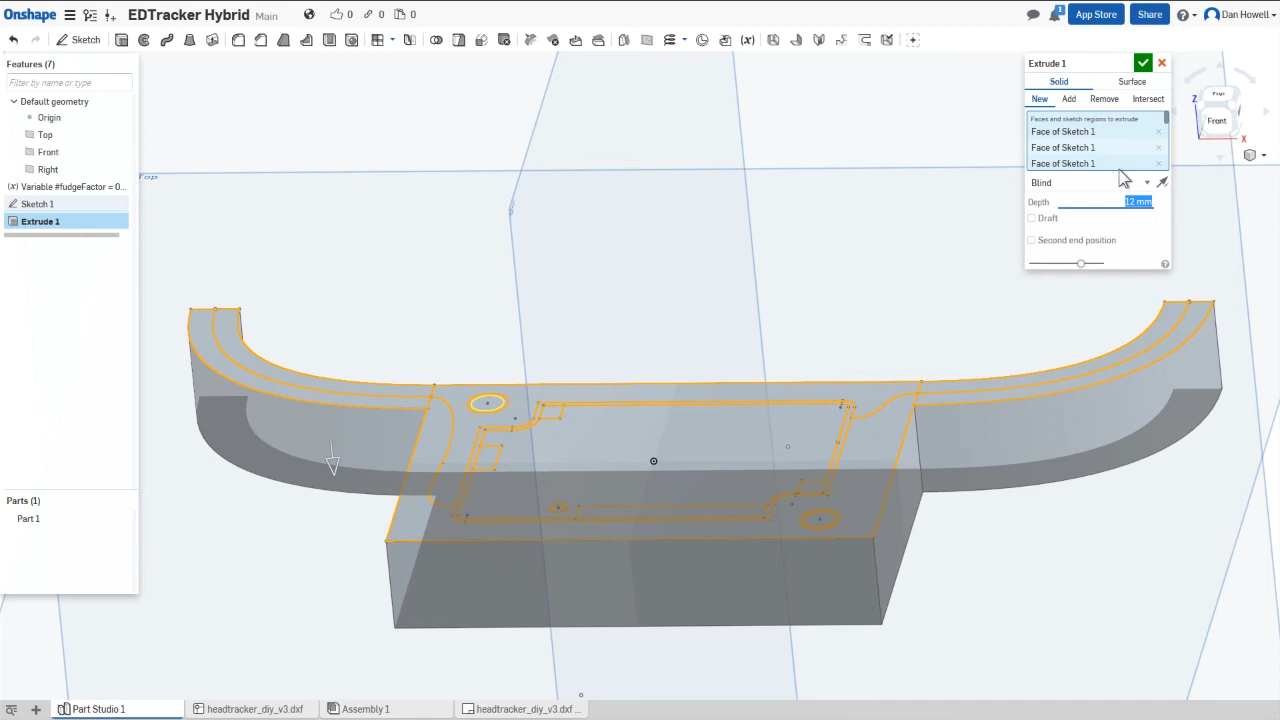 Onshape EDTracker Hybrid Main 0 0 0 1 App Store Share Dan Howell
Sketch (x)
Features (7)
Filter by name or type
Default geometry
Origin
Top
Front
Right
(x) Variable #fudgeFactor = 0...
Sketch 1
Extrude 1
Parts (1)
Part 1
Top
Extrude 1
Solid Surface
New Add Remove Intersect
Faces and sketch regions to extrude
Face of Sketch 1
Face of Sketch 1
Face of Sketch 1
Blind
Depth 12 mm
Draft
Second end position
Z Top
Front
X
Part Studio 1 headtracker_diy_v3.dxf Assembly 1 headtracker_diy_v3.dxf ...